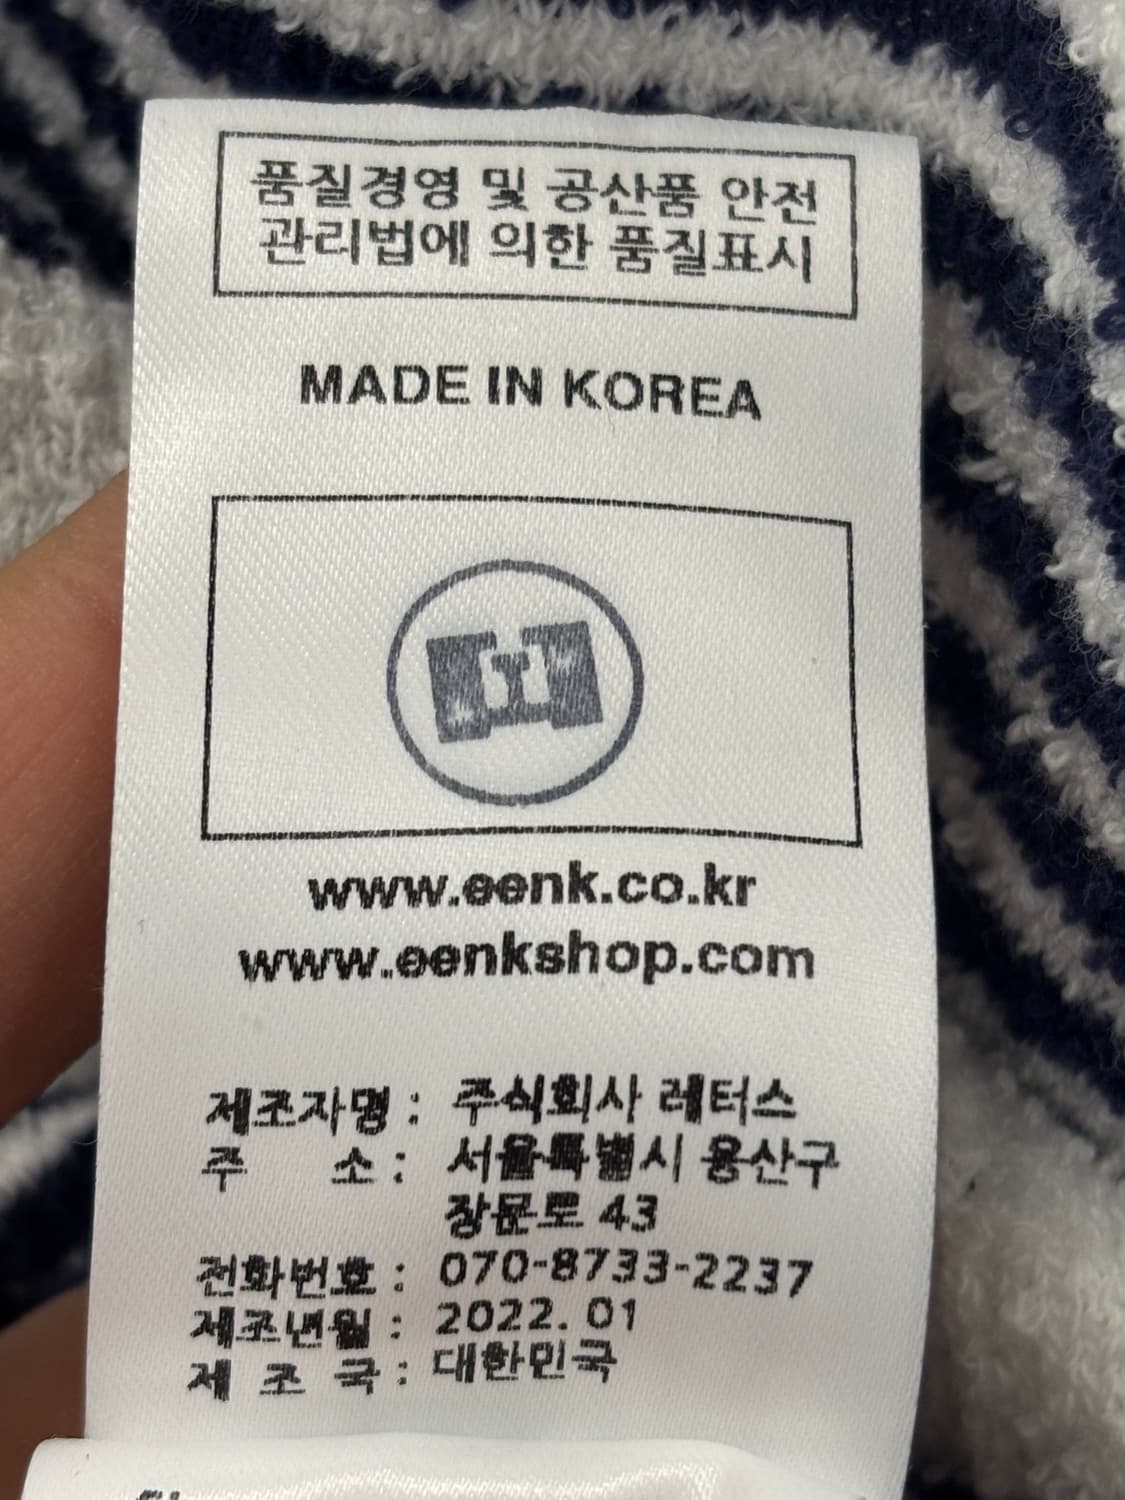 품질경영 및 공산품 안전
관리법에 의한 품질표시
MADE IN KOREA
www.eenk.co.kr
www.eenkshop.com
제조자명 : 주식회사 레터스
주 소 : 서울특별시 용산구
장문로 43
전화번호 : 070-8733-2237
제조년월 : 2022. 01
제 조 국 : 대한민국